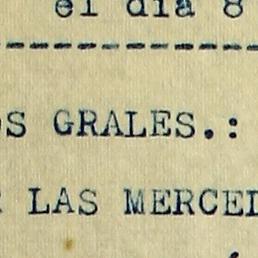 el día 8
GRALES.:
LAS MERCED